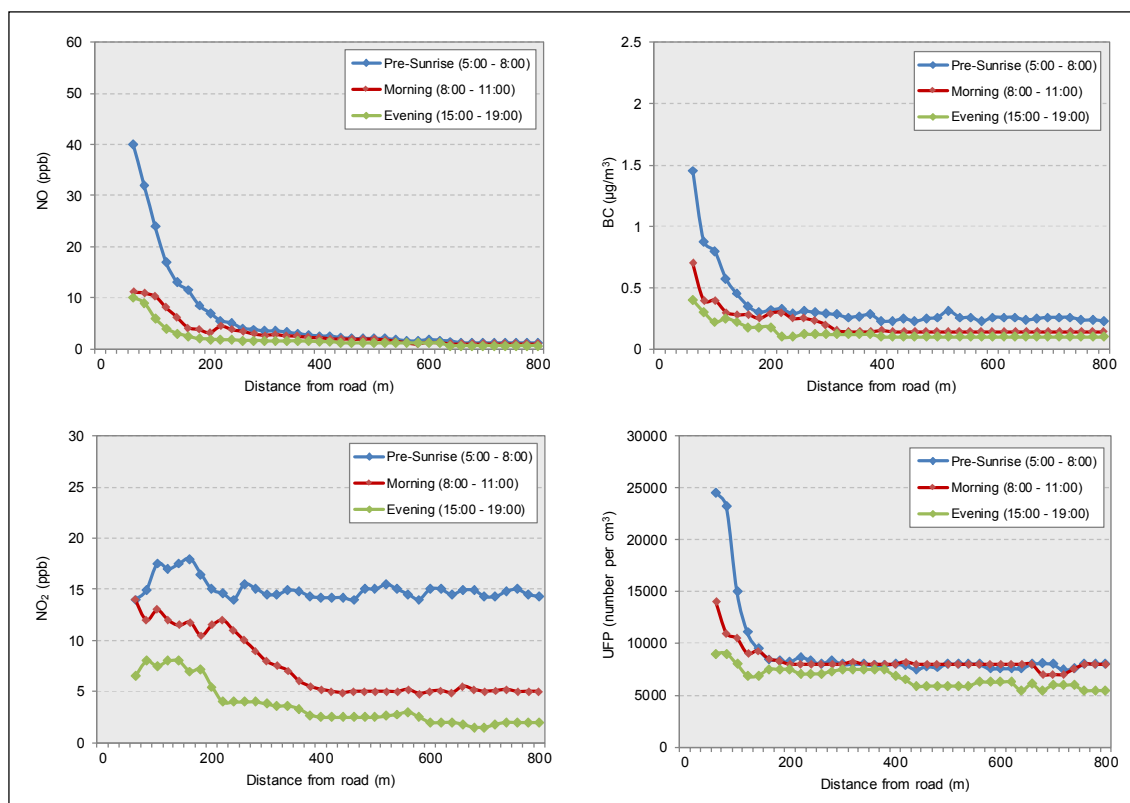 60
50
40
30
20
10
0
NO (ppb)
Pre-Sunrise (5:00 - 8:00)
Morning (8:00 - 11:00)
Evening (15:00 - 19:00)
0 200 400 600 800
Distance from road (m)
2.5
2
1.5
1
0.5
0
BC (µg/m³)
Pre-Sunrise (5:00 - 8:00)
Morning (8:00 - 11:00)
Evening (15:00 - 19:00)
0 200 400 600 800
Distance from road (m)
30
25
20
15
10
5
0
NO₂ (ppb)
Pre-Sunrise (5:00 - 8:00)
Morning (8:00 - 11:00)
Evening (15:00 - 19:00)
0 200 400 600 800
Distance from road (m)
30000
25000
20000
15000
10000
5000
0
UFP (number per cm³)
Pre-Sunrise (5:00 - 8:00)
Morning (8:00 - 11:00)
Evening (15:00 - 19:00)
0 200 400 600 800
Distance from road (m)